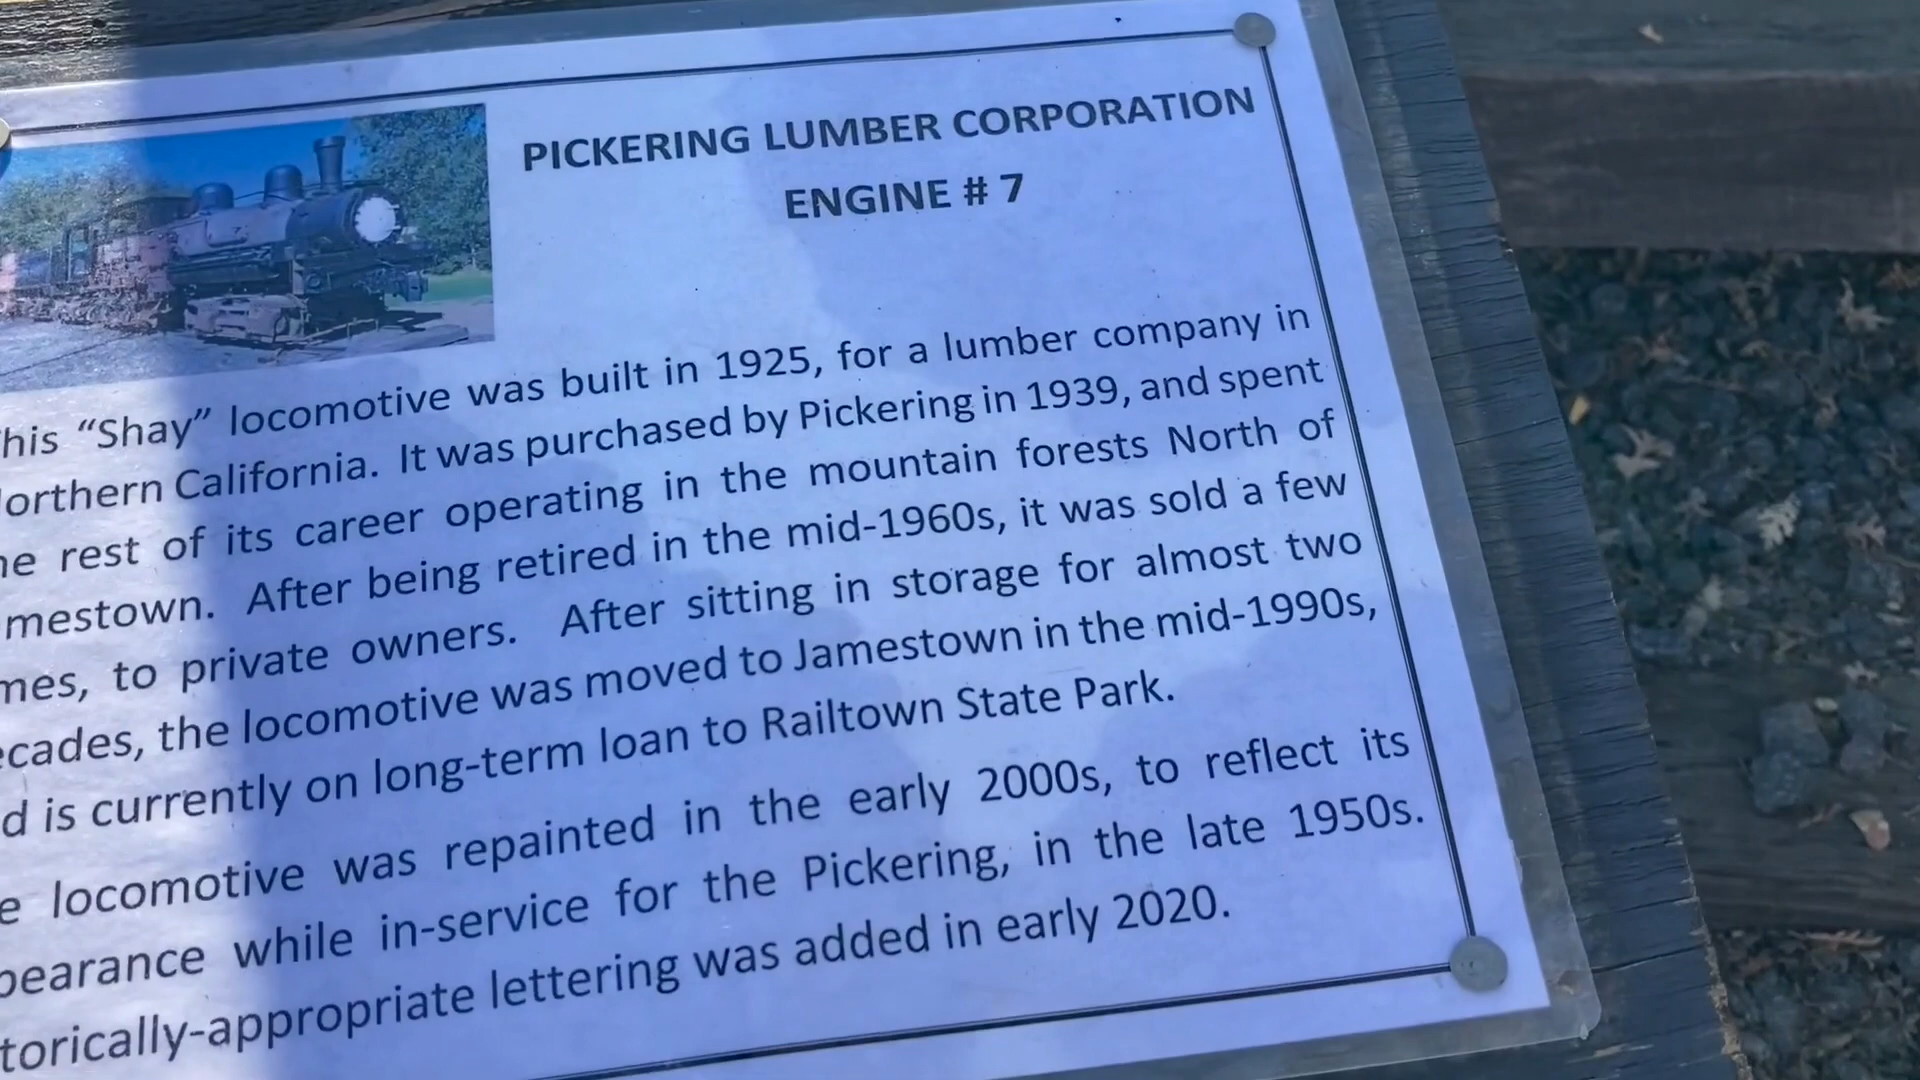 PICKERING LUMBER CORPORATION
ENGINE # 7
his “Shay” locomotive was built in 1925, for a lumber company in
orthern California. It was purchased by Pickering in 1939, and spent
he rest of its career operating in the mountain forests North of
mestown. After being retired in the mid-1960s, it was sold a few
mes, to private owners. After sitting in storage for almost two
ecades, the locomotive was moved to Jamestown in the mid-1990s,
d is currently on long-term loan to Railtown State Park.
e locomotive was repainted in the early 2000s, to reflect its
pearance while in-service for the Pickering, in the late 1950s.
torically-appropriate lettering was added in early 2020.